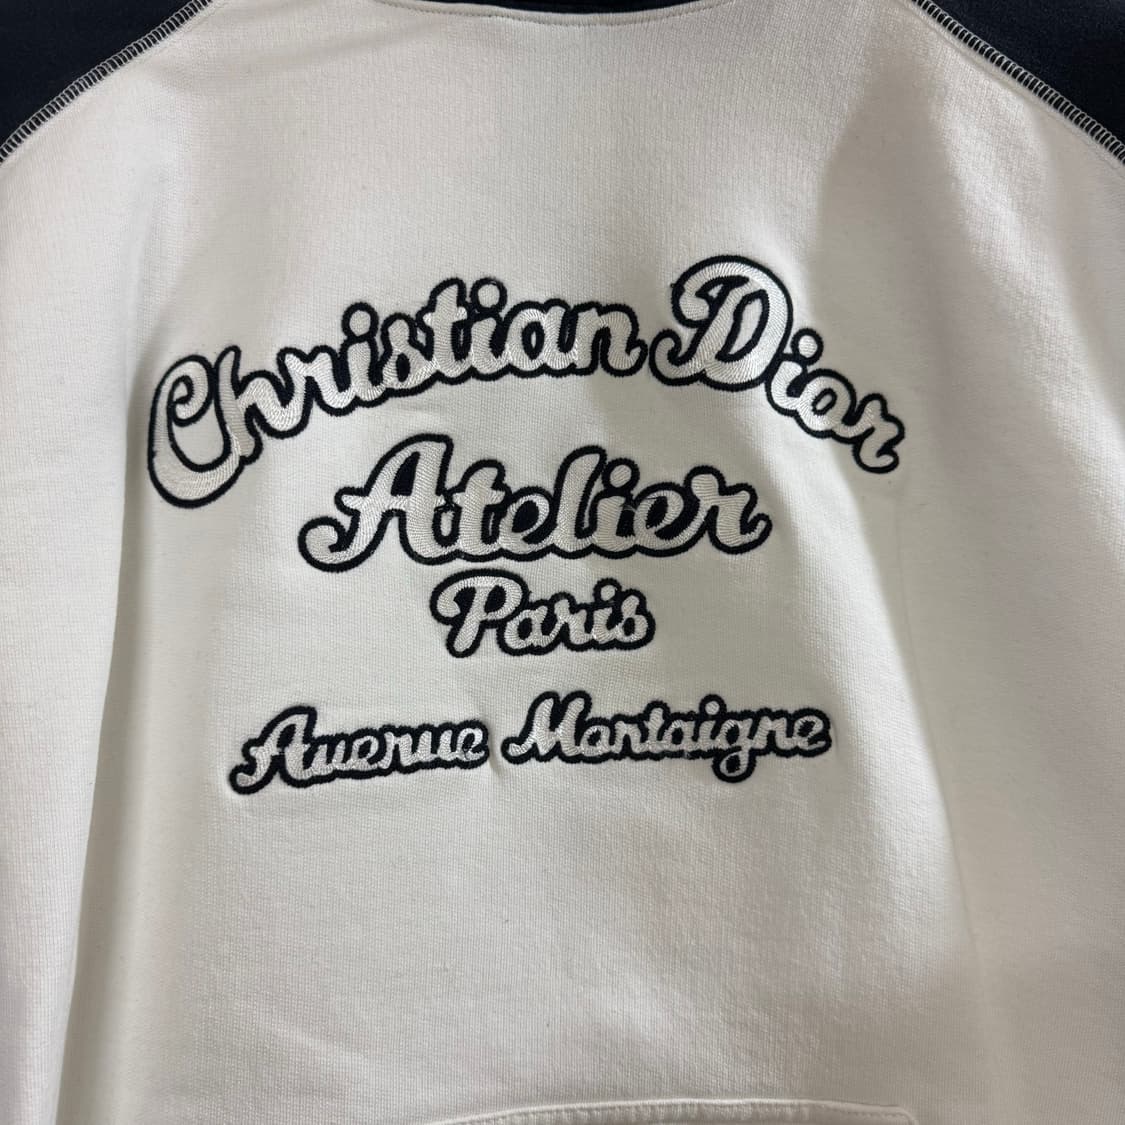 Christian Dior
Atelier
Paris
Avenue Montaigne